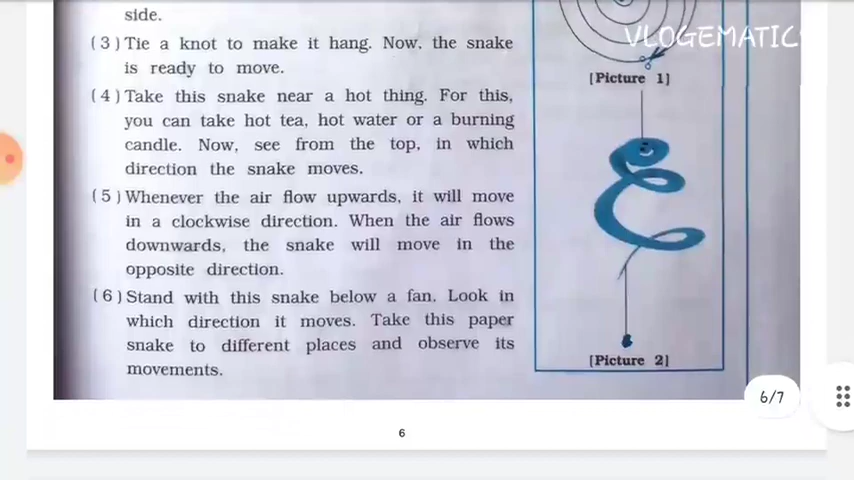 side.
(3) Tie a knot to make it hang. Now, the snake
is ready to move.
(4) Take this snake near a hot thing. For this,
you can take hot tea, hot water or a burning
candle. Now, see from the top, in which
direction the snake moves.
(5) Whenever the air flow upwards, it will move
in a clockwise direction. When the air flows
downwards, the snake will move in the
opposite direction.
(6) Stand with this snake below a fan. Look in
which direction it moves. Take this paper
snake to different places and observe its
movements.
VLOGEMATICS
[Picture 1]
[Picture 2]
6/7
6